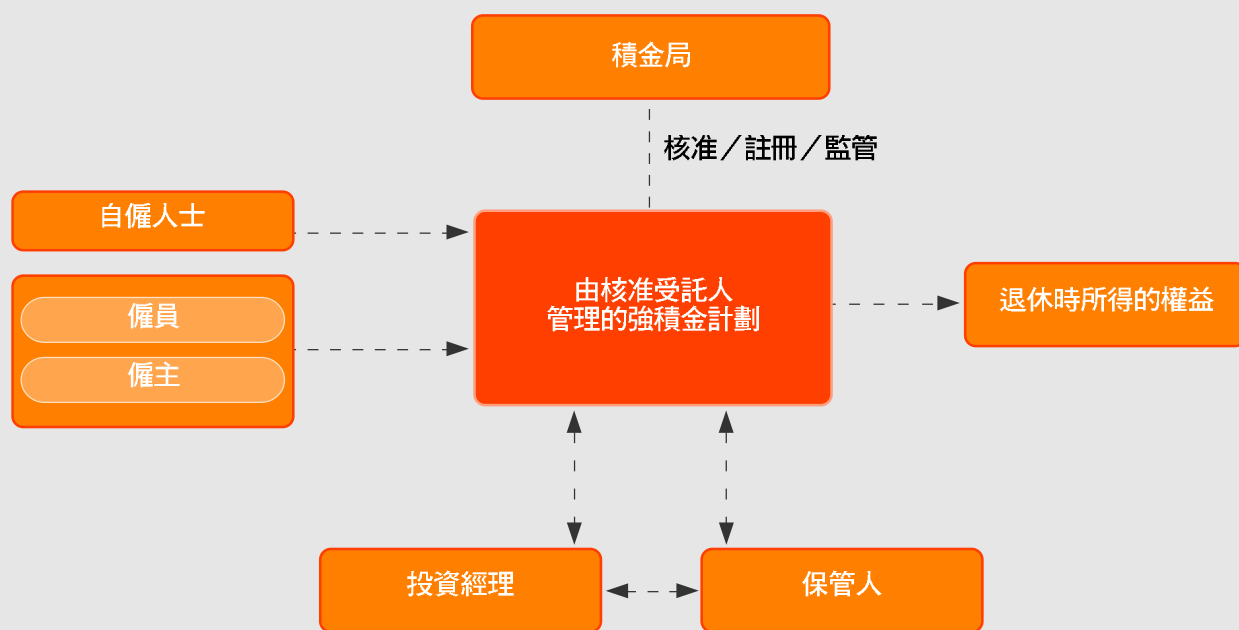 積金局
核准／註冊／監管
自僱人士
僱員
僱主
由核准受託人
管理的強積金計劃
退休時所得的權益
投資經理
保管人